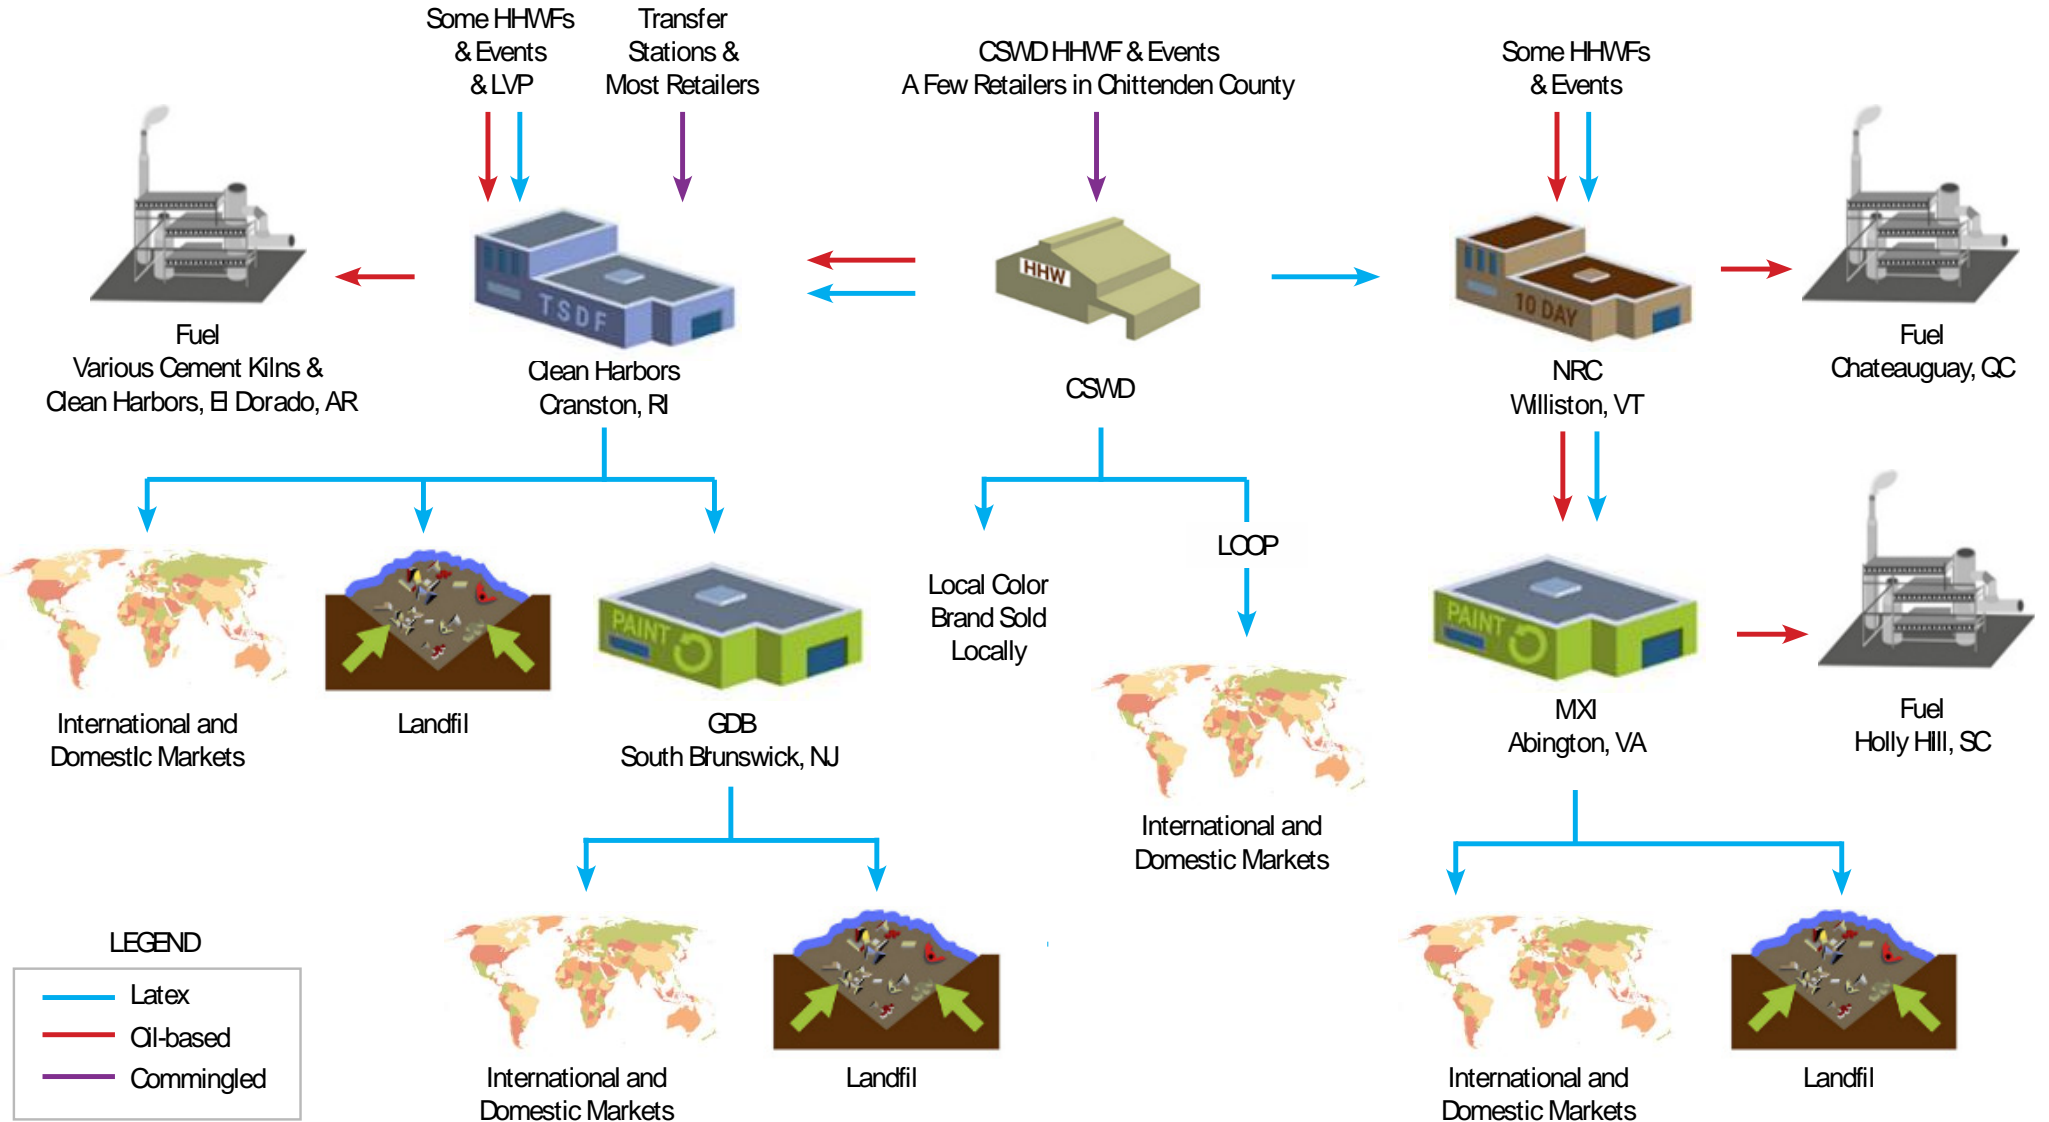 Some HHWFs
& Events
& LVP
Transfer
Stations &
Most Retailers
CSWD HHWF & Events
A Few Retailers in Chittenden County
Some HHWFs
& Events
TSDF
HHW
10 DAY
Fuel
Various Cement Kilns &
Clean Harbors, El Dorado, AR
Clean Harbors
Cranston, RI
CSWD
NRC
Williston, VT
Fuel
Chateauguay, QC
LOOP
Local Color
Brand Sold
Locally
PAINT
PAINT
International and
Domestic Markets
Landfil
GDB
South Brunswick, NJ
MXI
Abington, VA
Fuel
Holly Hill, SC
International and
Domestic Markets
LEGEND
Latex
Oil-based
Commingled
International and
Domestic Markets
Landfil
International and
Domestic Markets
Landfil